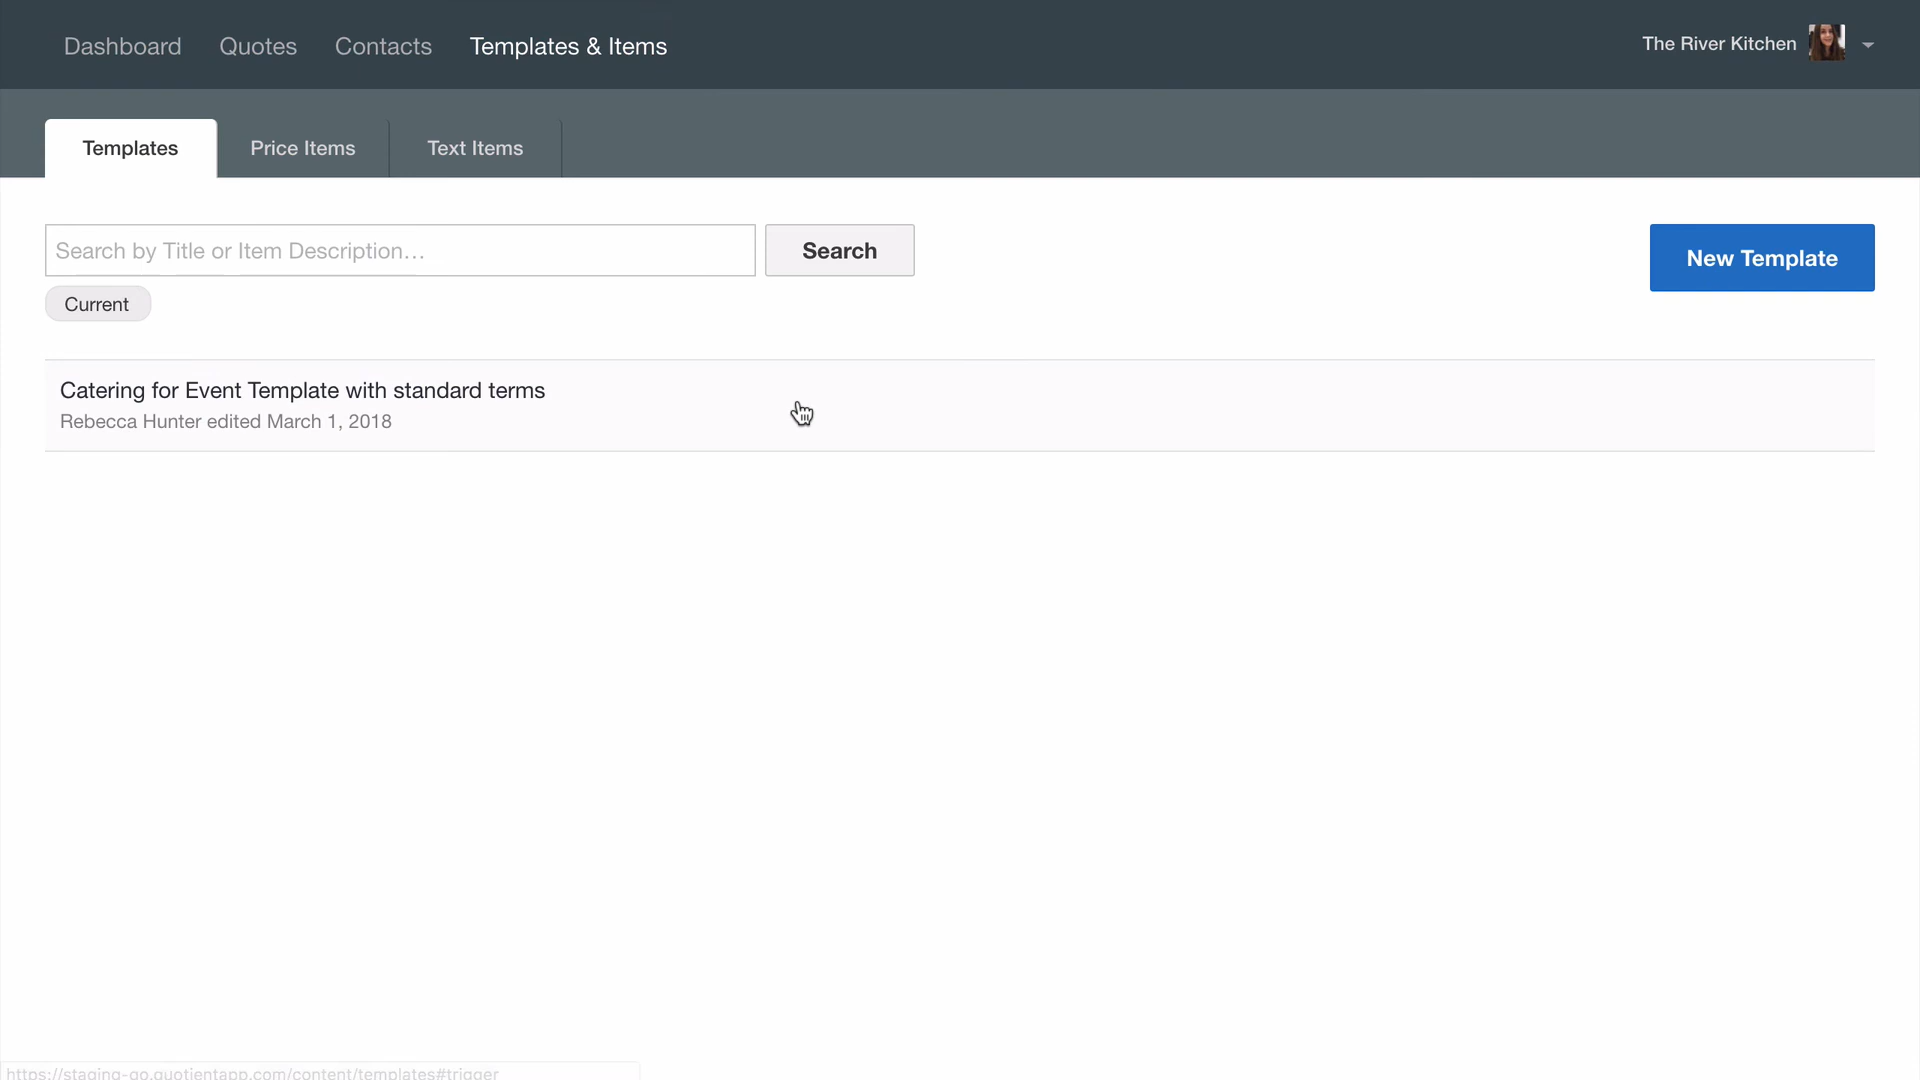 Dashboard Quotes Contacts Templates & Items The River Kitchen
Templates Price Items Text Items
Search by Title or Item Description… Search New Template
Current
Catering for Event Template with standard terms
Rebecca Hunter edited March 1, 2018
https://staging-go.quotientapp.com/content/templates#trigger